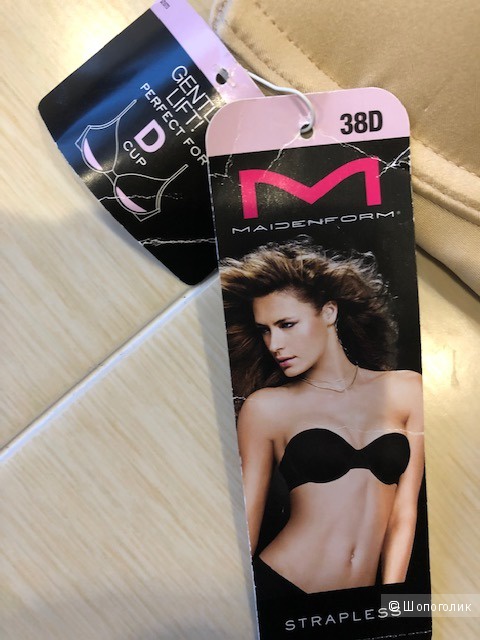 GENTLE
LIFT!
PERFECT FOR
D
CUP
38D
M
MAIDENFORM®
STRAPLESS
@Шопоголик